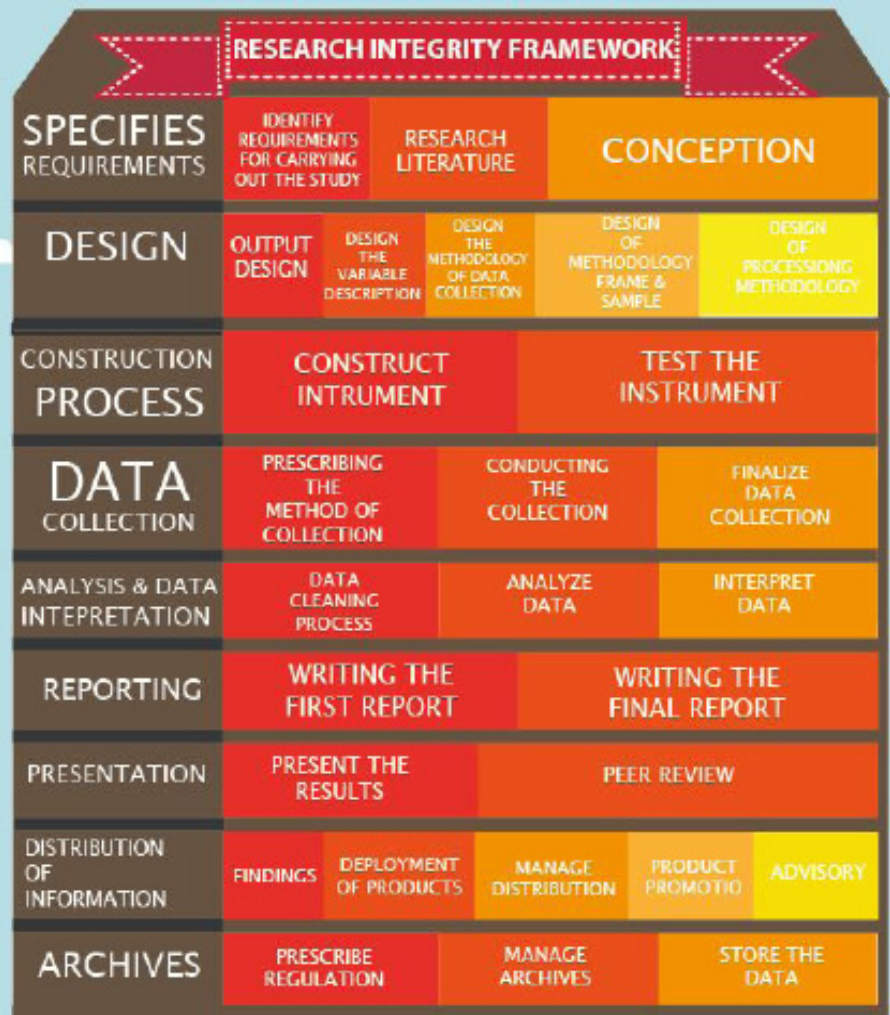 RESEARCH INTEGRITY FRAMEWORK
SPECIFIES
REQUIREMENTS
IDENTIFY
REQUIREMENTS
FOR CARRYING
OUT THE STUDY
RESEARCH
LITERATURE
CONCEPTION
DESIGN
OUTPUT
DESIGN
DESIGN
THE
VARIABLE
DESCRIPTION
DESIGN
THE
METHODOLOGY
OF DATA
COLLECTION
DESIGN
OF
METHODOLOGY
FRAME &
SAMPLE
DESIGN
OF
PROCESSIONG
METHODOLOGY
CONSTRUCTION
PROCESS
CONSTRUCT
INTRUMENT
TEST THE
INSTRUMENT
DATA
COLLECTION
PRESCRIBING
THE
METHOD OF
COLLECTION
CONDUCTING
THE
COLLECTION
FINALIZE
DATA
COLLECTION
ANALYSIS & DATA
INTEPRETATION
DATA
CLEANING
PROCESS
ANALYZE
DATA
INTERPRET
DATA
REPORTING
WRITING THE
FIRST REPORT
WRITING THE
FINAL REPORT
PRESENTATION
PRESENT THE
RESULTS
PEER REVIEW
DISTRIBUTION
OF
INFORMATION
FINDINGS
DEPLOYMENT
OF PRODUCTS
MANAGE
DISTRIBUTION
PRODUCT
PROMOTIO
ADVISORY
ARCHIVES
PRESCRIBE
REGULATION
MANAGE
ARCHIVES
STORE THE
DATA